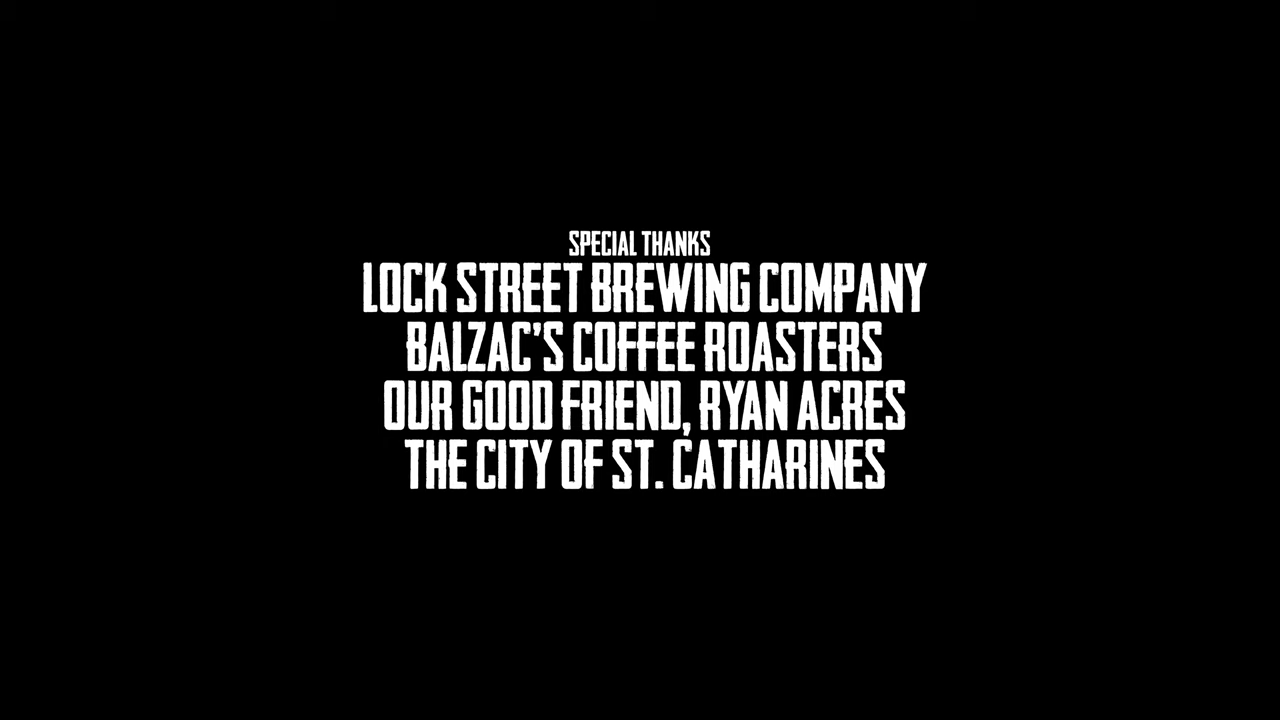 SPECIAL THANKS
LOCK STREET BREWING COMPANY
BALZAC'S COFFEE ROASTERS
OUR GOOD FRIEND, RYAN ACRES
THE CITY OF ST. CATHARINES